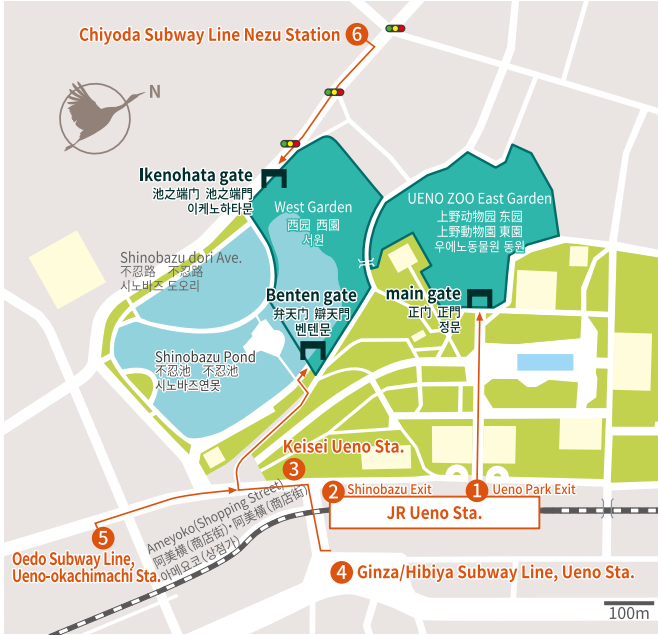 Chiyoda Subway Line Nezu Station 6
N
Ikenohata gate
池之端门 池之端門
이케노하타문
West Garden
西园 西園
서원
UENO ZOO East Garden
上野动物园 东园
上野動物園 東園
우에노동물원 동원
Shinobazu dori Ave.
不忍路 不忍路
시노바즈 도오리
Benten gate
弁天门 辯天門
벤텐문
main gate
正门 正門
정문
Shinobazu Pond
不忍池 不忍池
시노바즈연못
Keisei Ueno Sta.
3
2 Shinobazu Exit
1 Ueno Park Exit
JR Ueno Sta.
Ameyoko(Shopping Street)
阿美橫(商店街)・阿美橫(商店街)
아메요코(상점가)
5
Oedo Subway Line,
Ueno-okachimachi Sta.
4 Ginza/Hibiya Subway Line, Ueno Sta.
100m